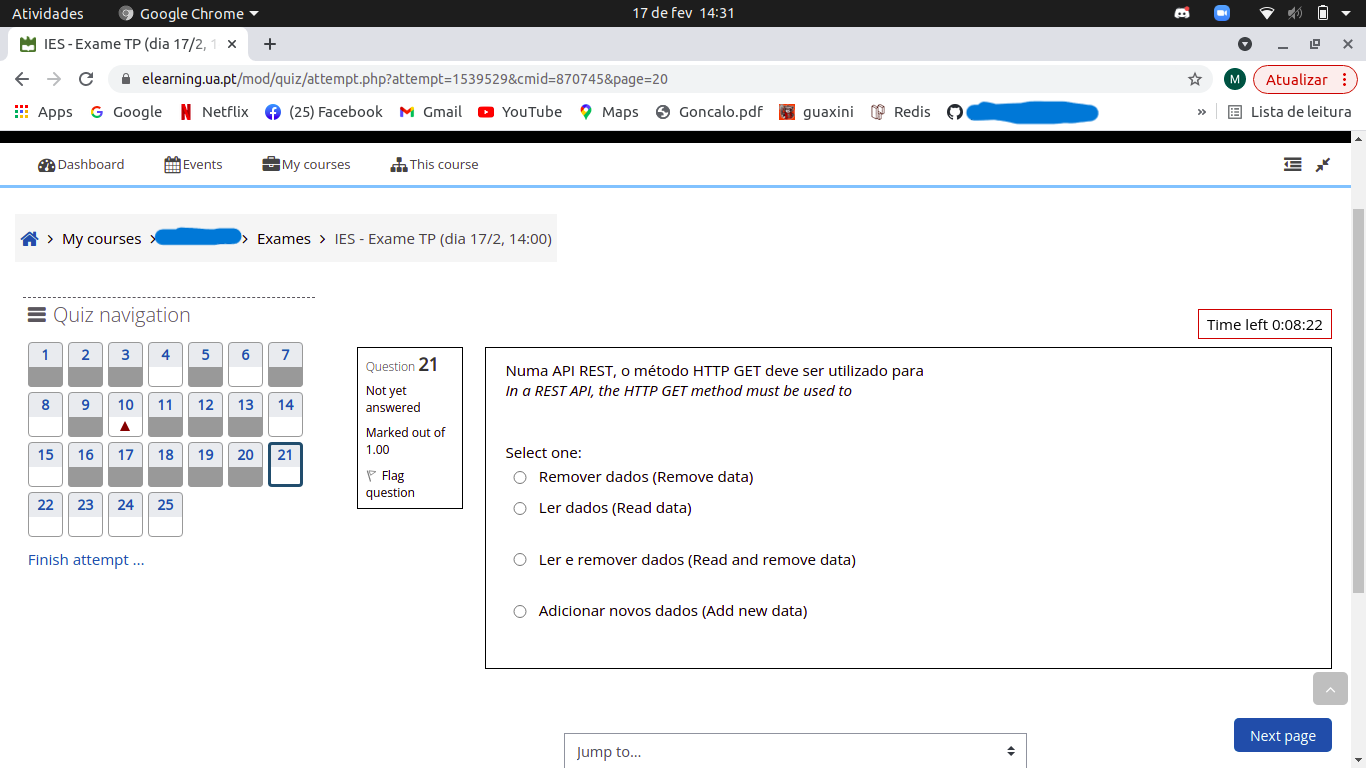 Atividades Google Chrome 17 de fev 14:31
IES - Exame TP (dia 17/2, 1
elearning.ua.pt/mod/quiz/attempt.php?attempt=1539529&cmid=870745&page=20 M Atualizar
Apps Google Netflix (25) Facebook Gmail YouTube Maps Goncalo.pdf guaxini Redis » Lista de leitura
Dashboard Events My courses This course
My courses Exames IES - Exame TP (dia 17/2, 14:00)
Quiz navigation
Time left 0:08:22
1 2 3 4 5 6 7
8 9 10 11 12 13 14
15 16 17 18 19 20 21
22 23 24 25
Finish attempt ...
Question 21
Not yet
answered
Marked out of
1.00
Flag
question
Numa API REST, o método HTTP GET deve ser utilizado para
In a REST API, the HTTP GET method must be used to
Select one:
Remover dados (Remove data)
Ler dados (Read data)
Ler e remover dados (Read and remove data)
Adicionar novos dados (Add new data)
Next page
Jump to...